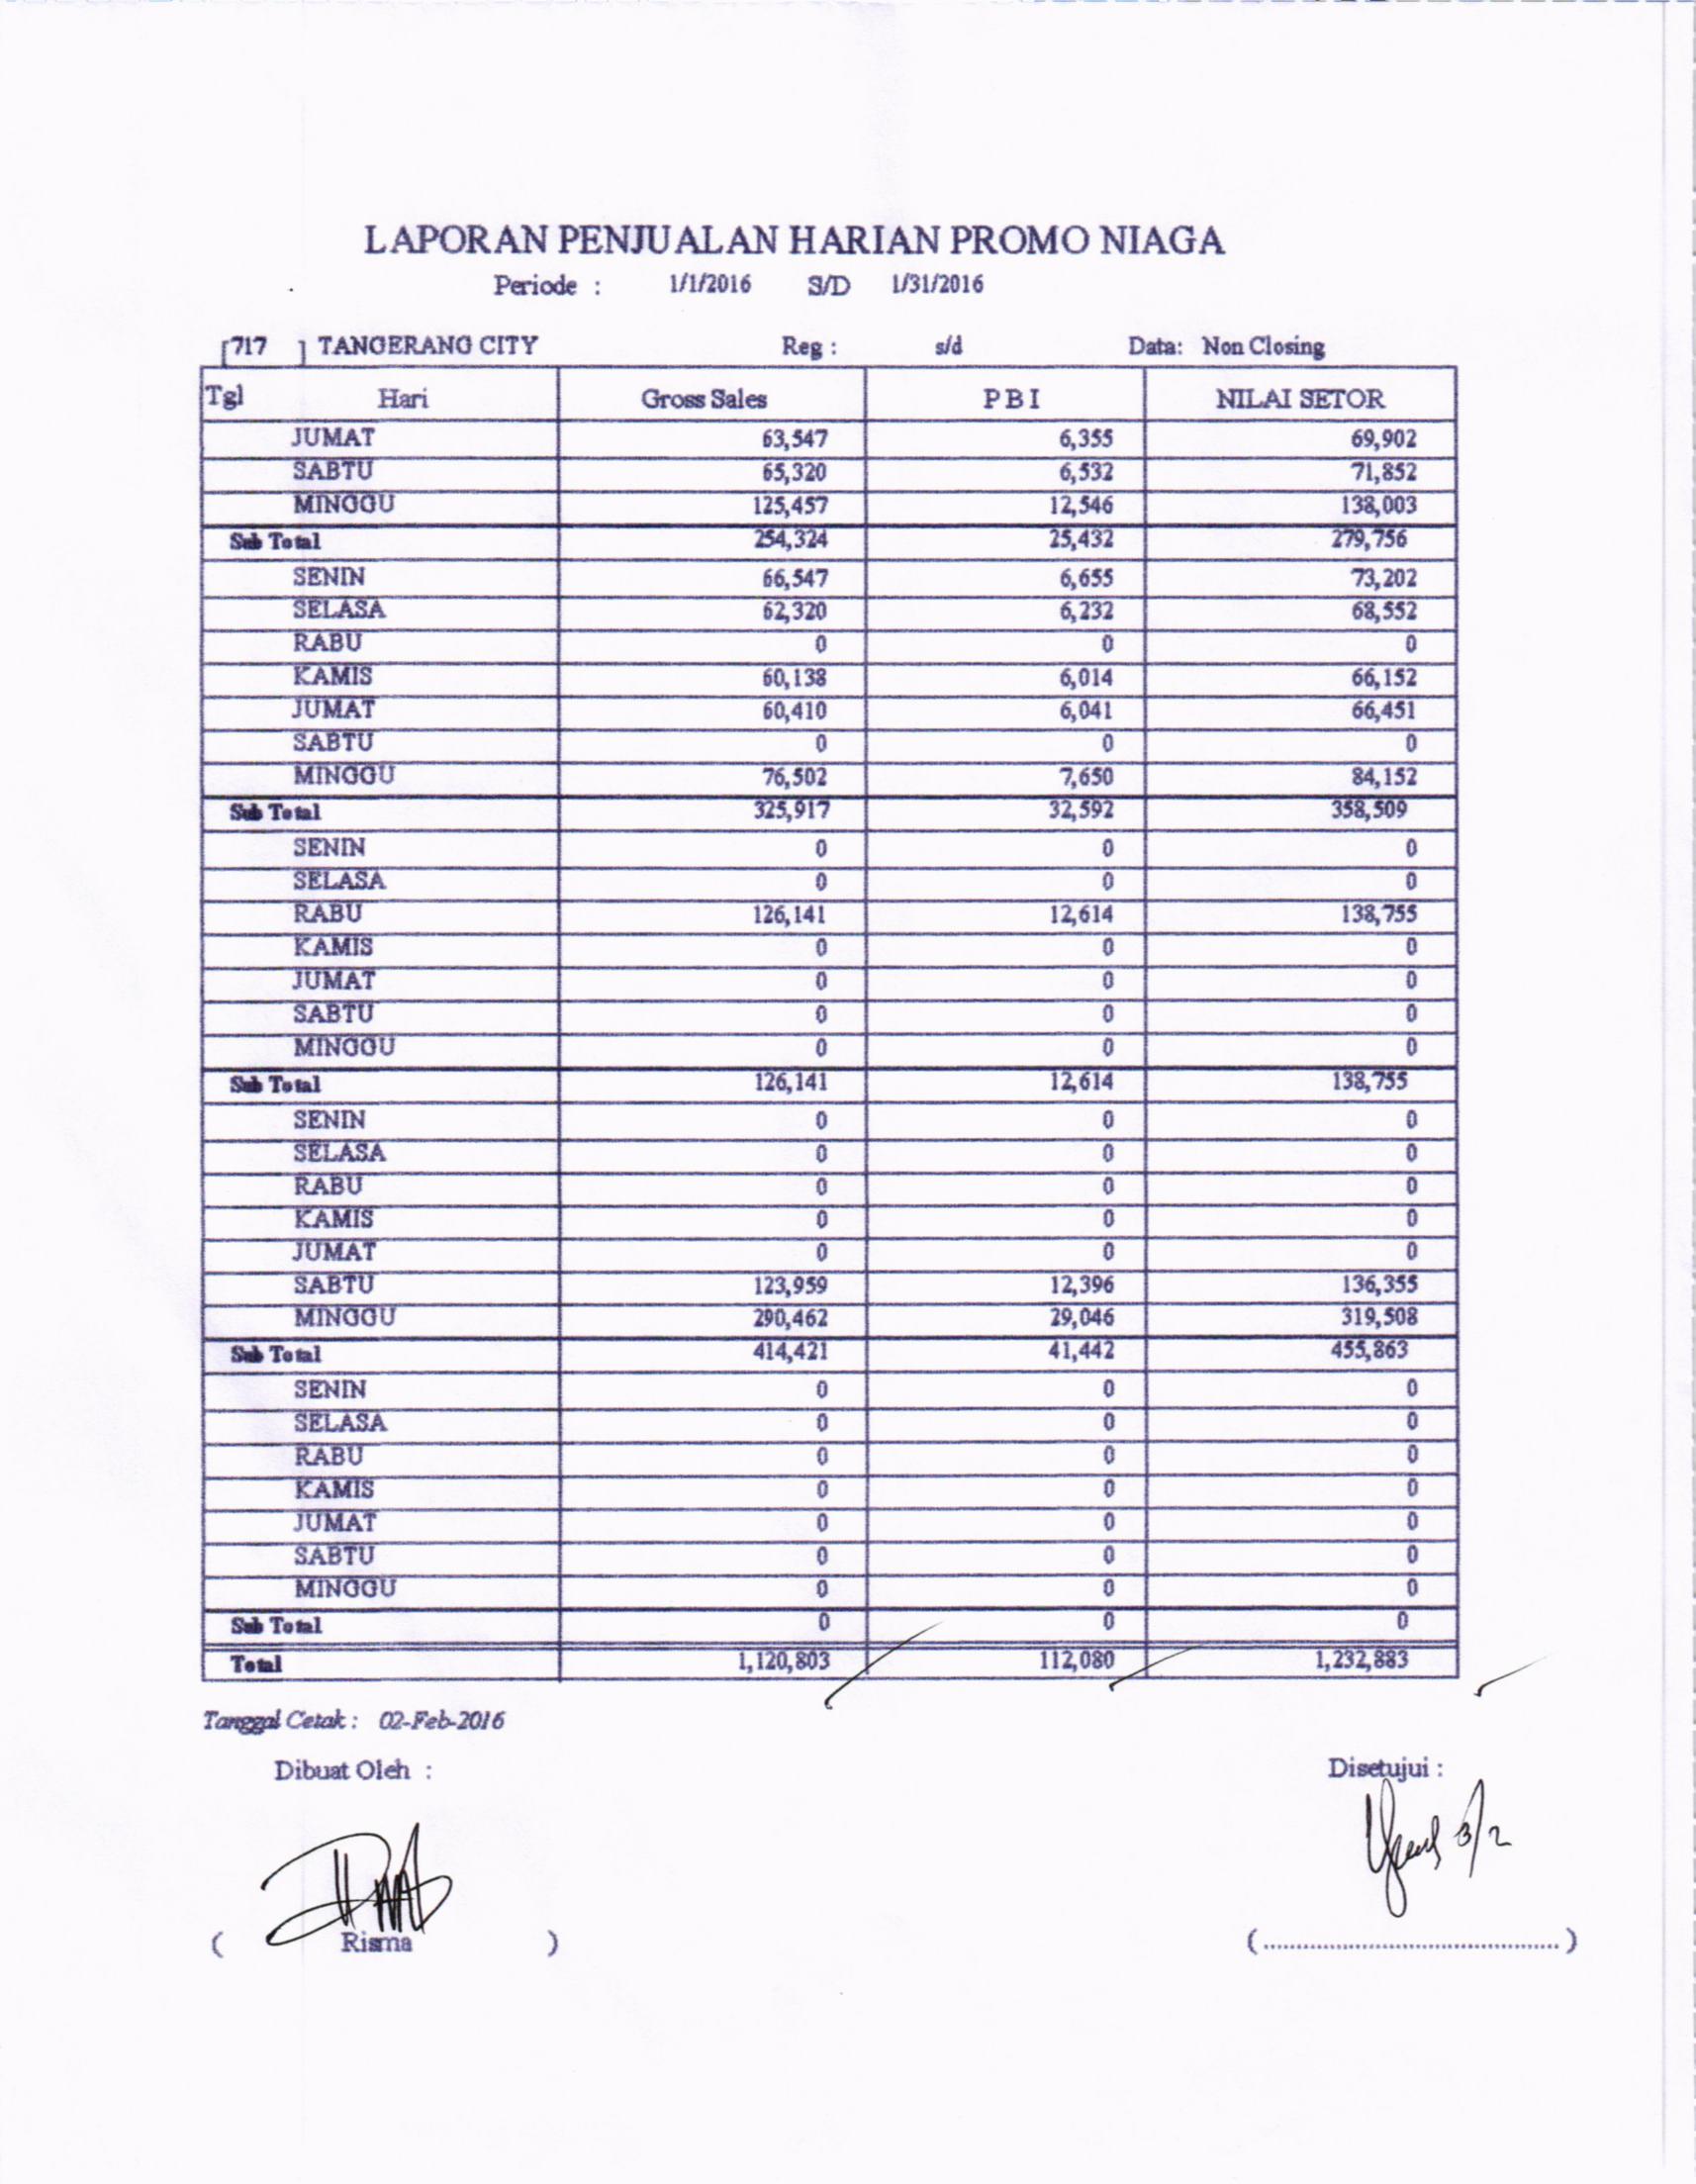 LAPORAN PENJUALAN HARIAN PROMO NIAGA
Periode : 1/1/2016 S/D 1/31/2016
[717 ] TANGERANG CITY Reg : s/d Data: Non Closing
Tgl Hari Gross Sales PBI NILAI SETOR
JUMAT 63,547 6,355 69,902
SABTU 65,320 6,532 71,852
MINGGU 125,457 12,546 138,003
Sub Total 254,324 25,432 279,756
SENIN 66,547 6,655 73,202
SELASA 62,320 6,232 68,552
RABU 0 0 0
KAMIS 60,138 6,014 66,152
JUMAT 60,410 6,041 66,451
SABTU 0 0 0
MINGGU 76,502 7,650 84,152
Sub Total 325,917 32,592 358,509
SENIN 0 0 0
SELASA 0 0 0
RABU 126,141 12,614 138,755
KAMIS 0 0 0
JUMAT 0 0 0
SABTU 0 0 0
MINGGU 0 0 0
Sub Total 126,141 12,614 138,755
SENIN 0 0 0
SELASA 0 0 0
RABU 0 0 0
KAMIS 0 0 0
JUMAT 0 0 0
SABTU 123,959 12,396 136,355
MINGGU 290,462 29,046 319,508
Sub Total 414,421 41,442 455,863
SENIN 0 0 0
SELASA 0 0 0
RABU 0 0 0
KAMIS 0 0 0
JUMAT 0 0 0
SABTU 0 0 0
MINGGU 0 0 0
Sub Total 0 0 0
Total 1,120,803 112,080 1,232,883
Tanggal Cetak : 02-Feb-2016
Dibuat Oleh : Disetujui :
3/2
( Risma ) (........................................)